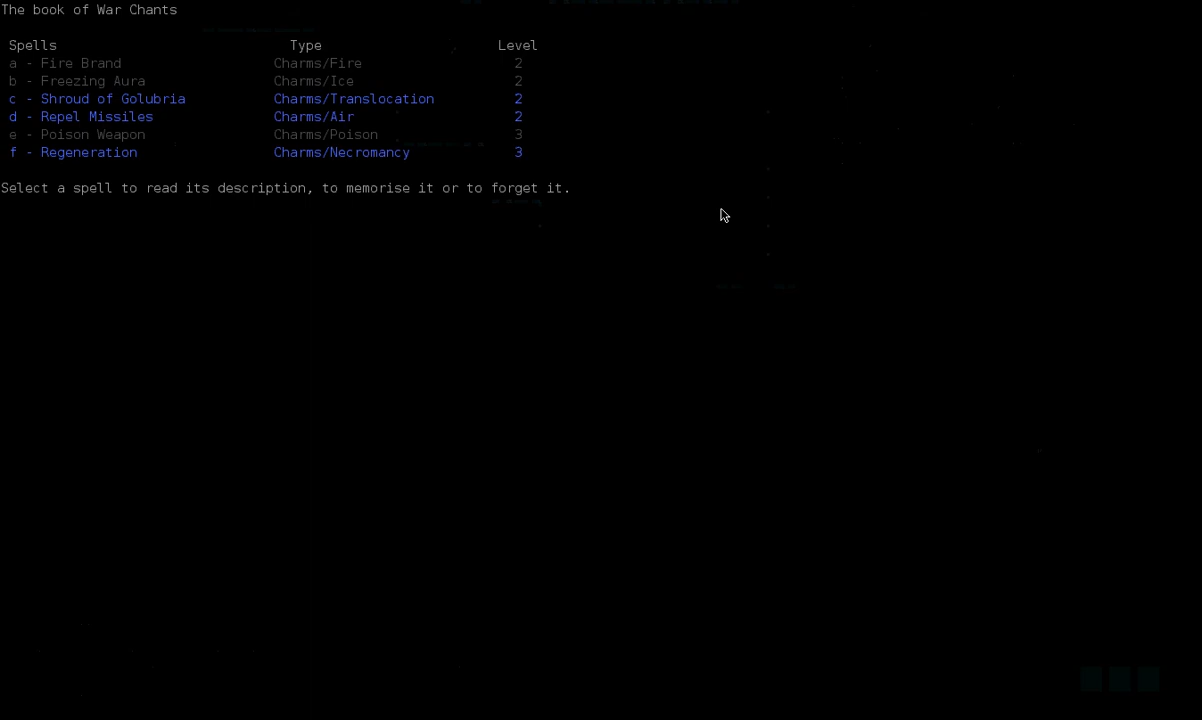 The book of War Chants
Spells Type Level
a - Fire Brand Charms/Fire 2
b - Freezing Aura Charms/Ice 2
c - Shroud of Golubria Charms/Translocation 2
d - Repel Missiles Charms/Air 2
e - Poison Weapon Charms/Poison 3
f - Regeneration Charms/Necromancy 3
Select a spell to read its description, to memorise it or to forget it.